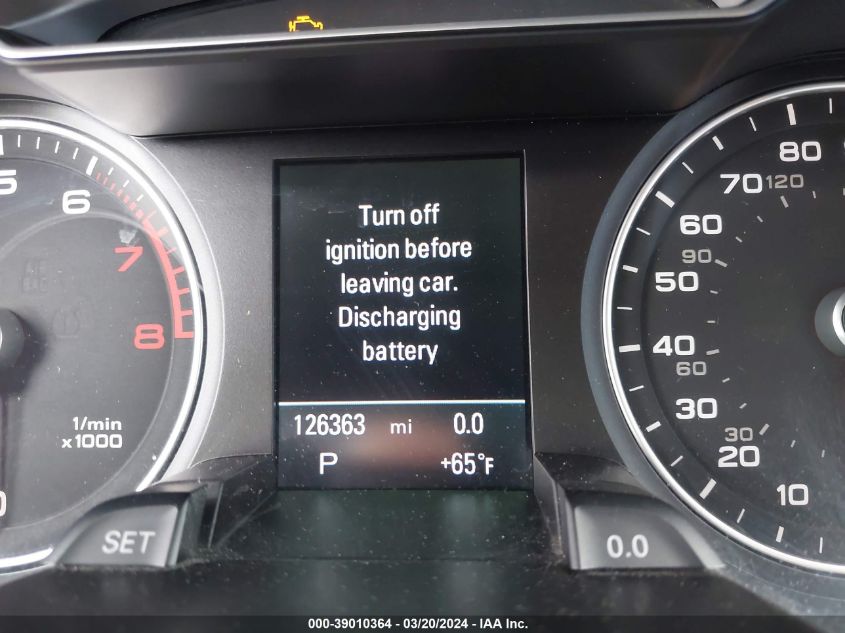 5
6
7
8
1/min
x1000
0
SET
Turn off
ignition before
leaving car.
Discharging
battery
126363 mi 0.0
P +65°F
80
70 120
60
90
50
40
60
30
30
20
10
0.0
000-39010364 - 03/20/2024 - IAA Inc.